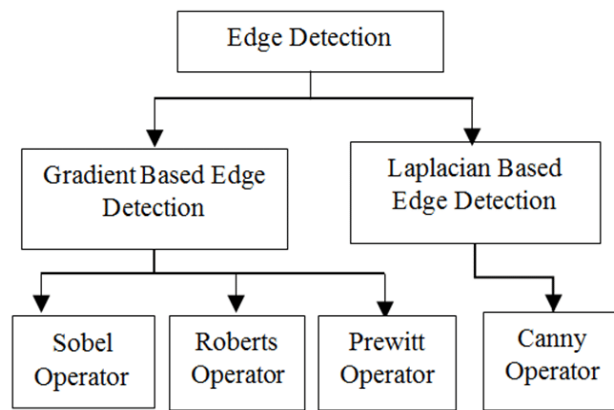 Edge Detection
Gradient Based Edge
Detection
Laplacian Based
Edge Detection
Sobel
Operator
Roberts
Operator
Prewitt
Operator
Canny
Operator